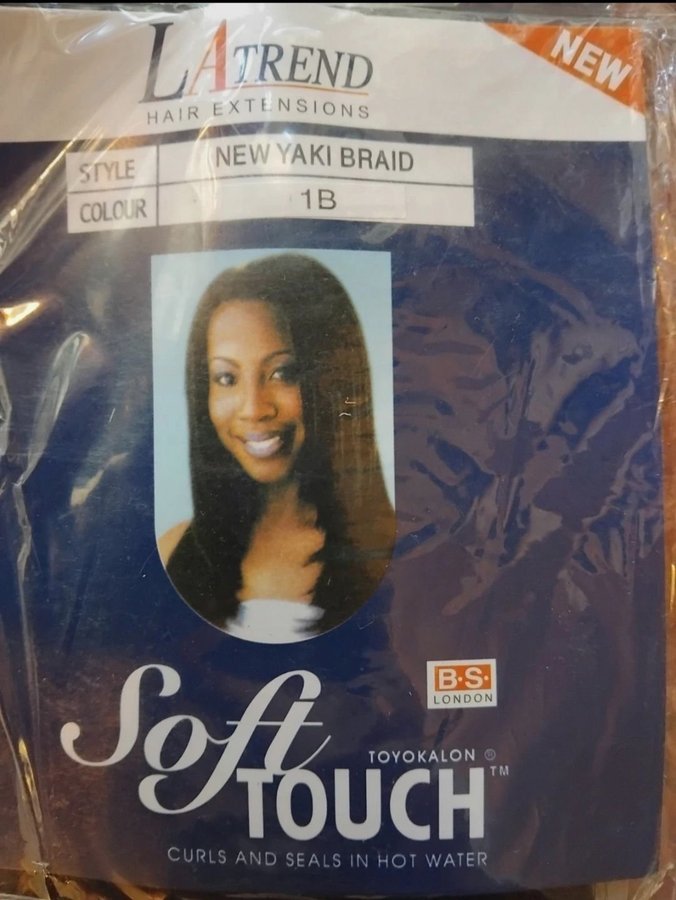 LA TREND
HAIR EXTENSIONS
NEW
STYLE NEW YAKI BRAID
COLOUR 1B
B.S.
LONDON
Soft
TOYOKALON ®
TOUCH™
CURLS AND SEALS IN HOT WATER